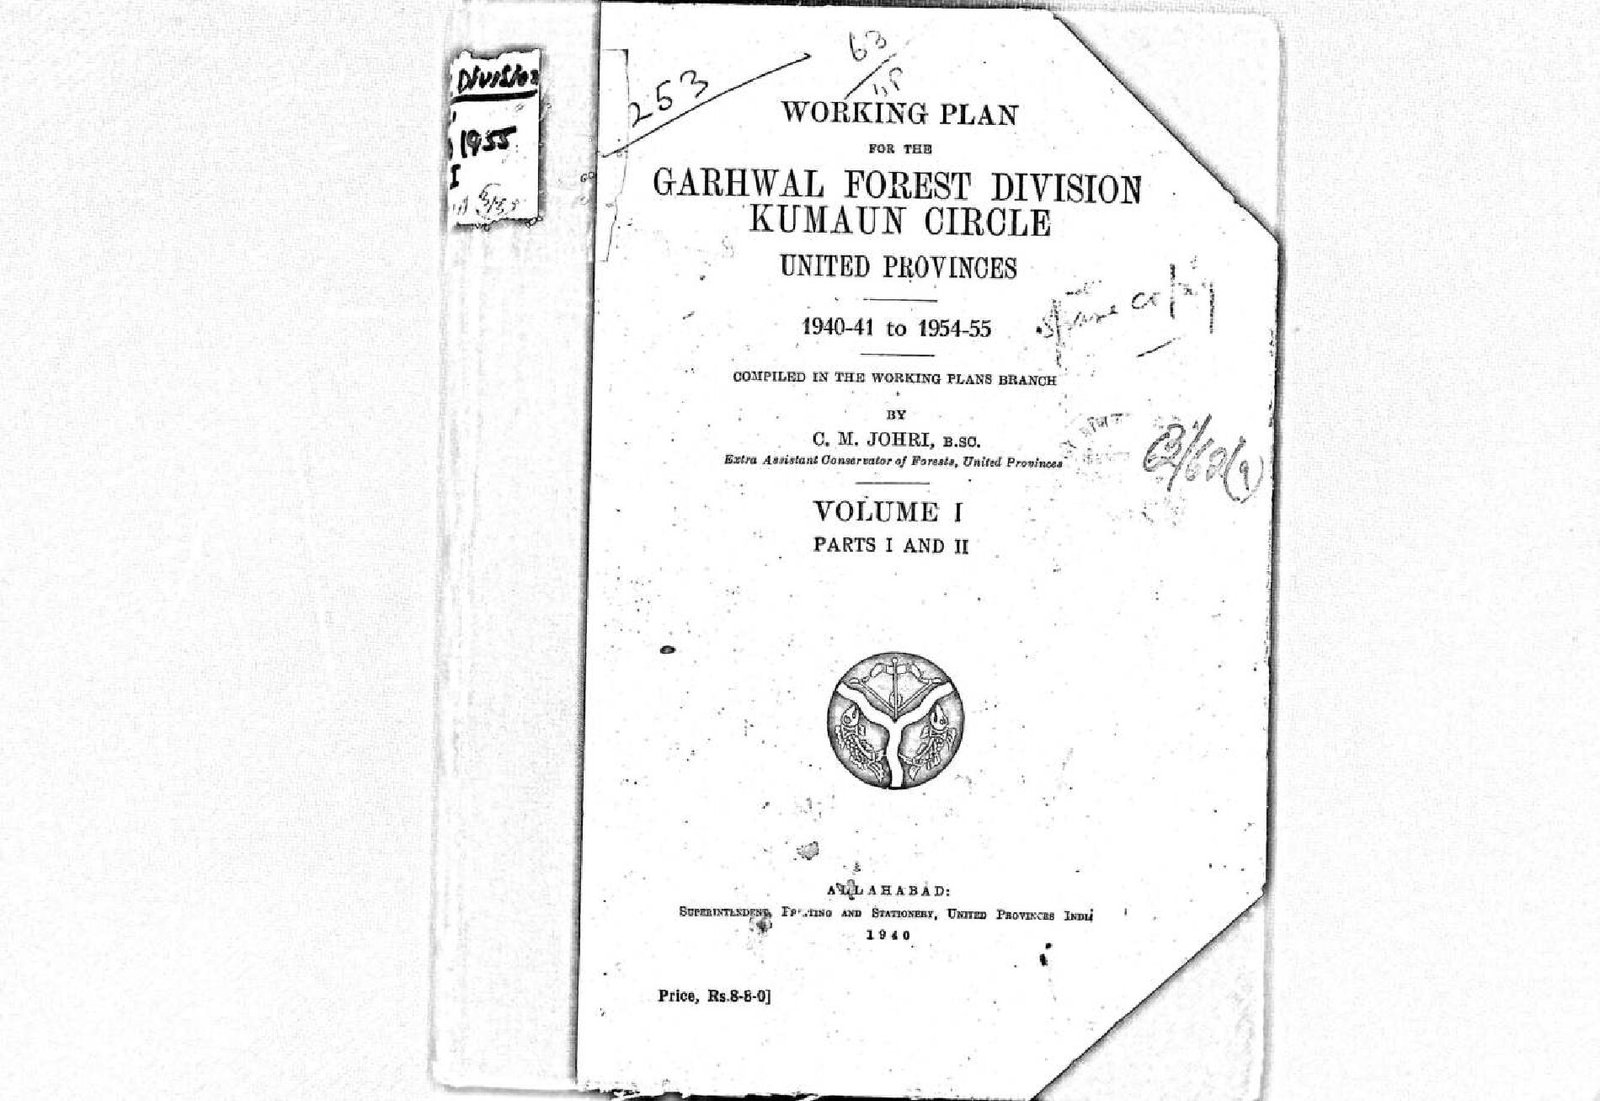 Division
1955
I
253
63
WORKING PLAN
FOR THE
GARHWAL FOREST DIVISION
KUMAUN CIRCLE
UNITED PROVINCES
1940-41 to 1954-55
COMPILED IN THE WORKING PLANS BRANCH
BY
C. M. JOHRI, B.SC.
Extra Assistant Conservator of Forests, United Provinces
VOLUME I
PARTS I AND II
ALLAHABAD:
SUPERINTENDENT, PRINTING AND STATIONERY, UNITED PROVINCES INDIA
1940
Price, Rs.8-8-0]